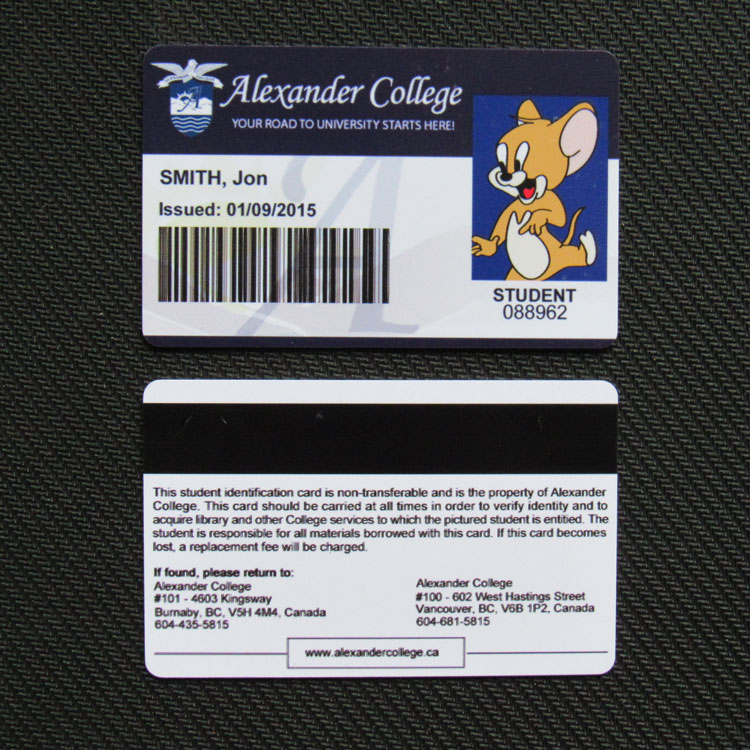 Alexander College
YOUR ROAD TO UNIVERSITY STARTS HERE!
SMITH, Jon
Issued: 01/09/2015
STUDENT
088962
This student identification card is non-transferable and is the property of Alexander
College. This card should be carried at all times in order to verify identity and to
acquire library and other College services to which the pictured student is entitled. The
student is responsible for all materials borrowed with this card. If this card becomes
lost, a replacement fee will be charged.
If found, please return to:
Alexander College
#101 - 4603 Kingsway
Burnaby, BC, V5H 4M4, Canada
604-435-5815
Alexander College
#100 - 602 West Hastings Street
Vancouver, BC, V6B 1P2, Canada
604-681-5815
www.alexandercollege.ca